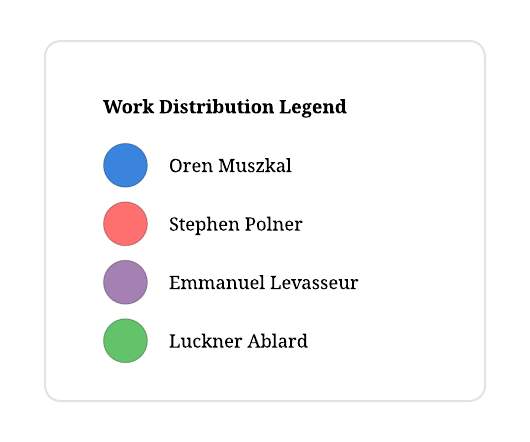 Work Distribution Legend
Oren Muszkal
Stephen Polner
Emmanuel Levasseur
Luckner Ablard